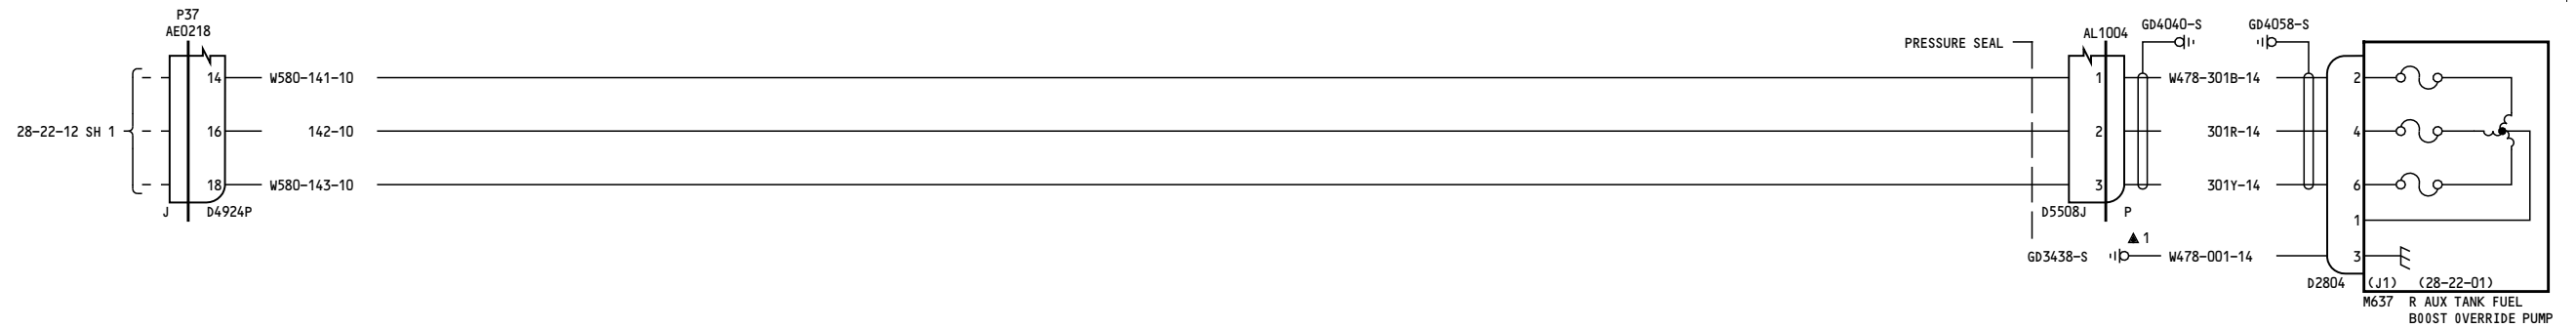 P37
AE0218
28-22-12 SH 1
14
16
18
J
D4924P
W580-141-10
142-10
W580-143-10
PRESSURE SEAL
AL1004
1
2
3
D5508J
P
GD4040-S
GD4058-S
W478-301B-14
301R-14
301Y-14
1
GD3438-S
W478-001-14
2
4
6
1
3
D2804
(J1)
(28-22-01)
M637
R AUX TANK FUEL
BOOST OVERRIDE PUMP